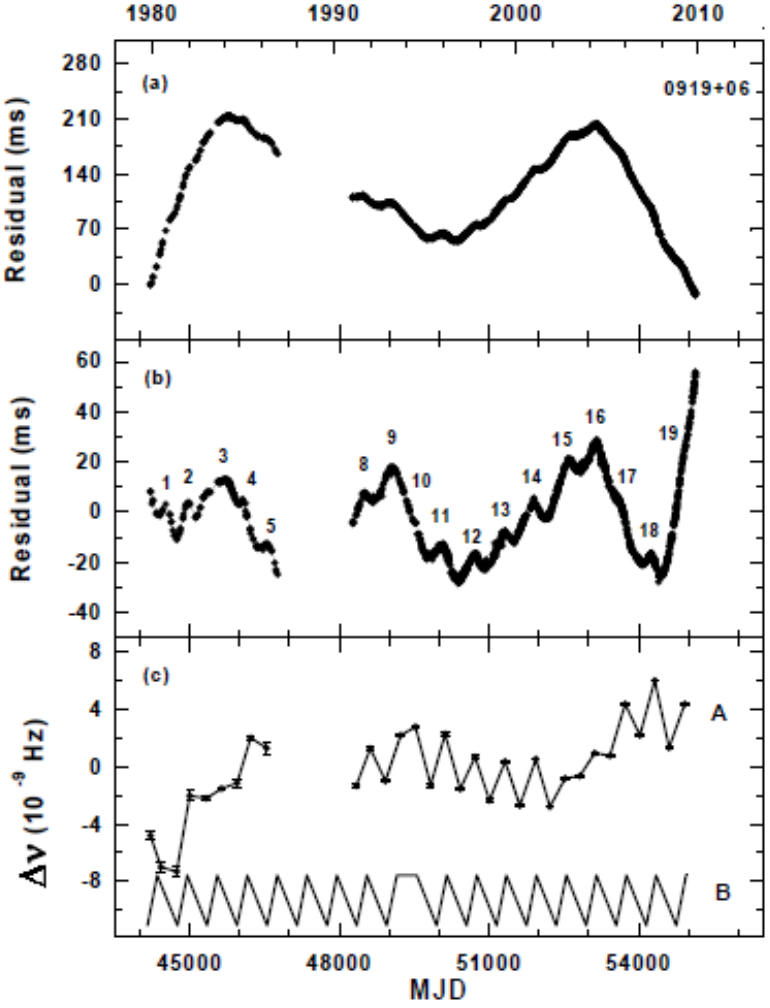 1980 1990 2000 2010
(a) 0919+06
280
210
140
70
0
Residual (ms)
(b)
60
40
20
0
-20
-40
Residual (ms)
1 2 3 4 5 8 9 10 11 12 13 14 15 16 17 18 19
(c)
8
4
0
-4
-8
Δν (10⁻⁹ Hz)
A
B
45000 48000 51000 54000
MJD